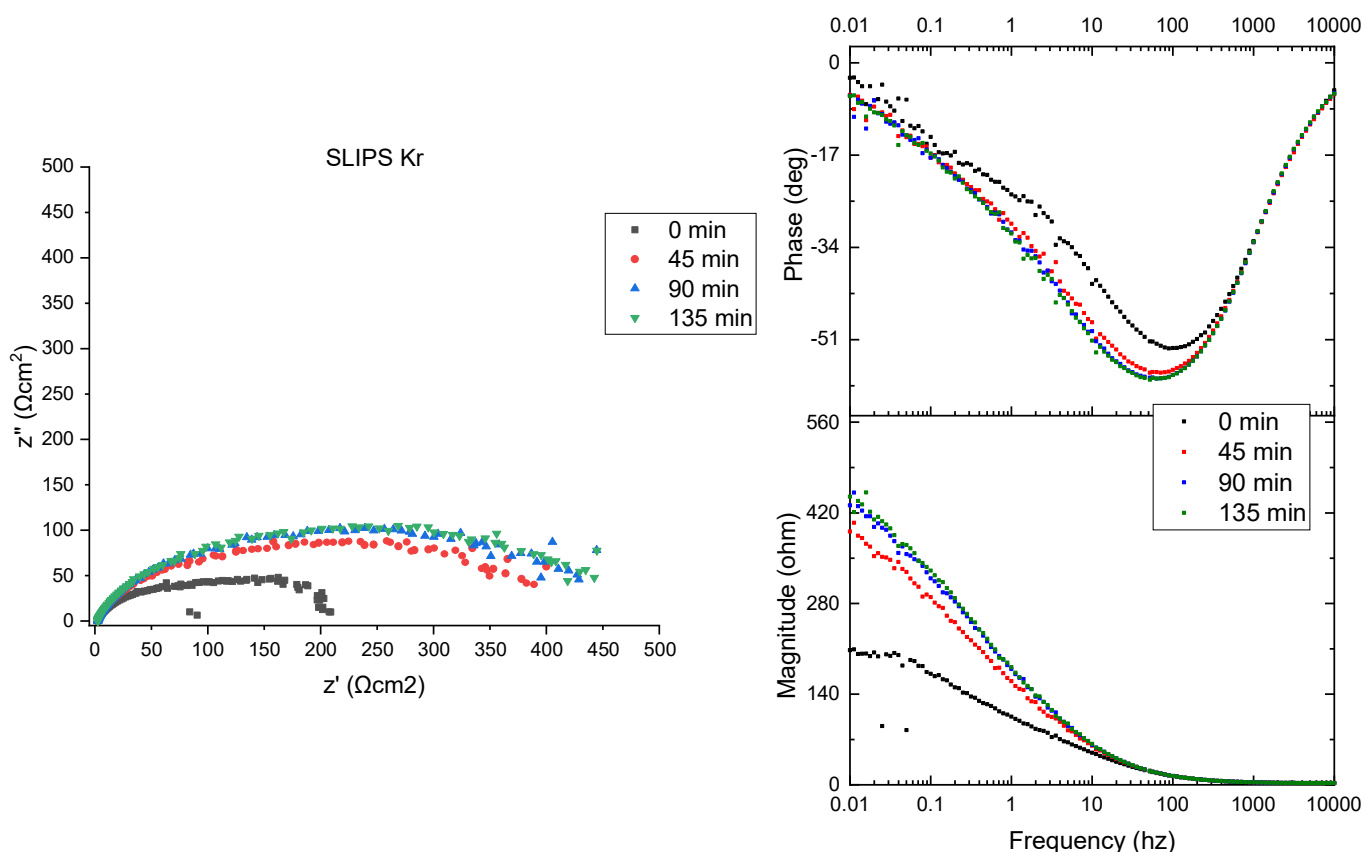 SLIPS Kr
500
450
400
350
300
250
200
150
100
50
0
z'' (Ωcm²)
0 50 100 150 200 250 300 350 400 450 500
z' (Ωcm2)
0 min
45 min
90 min
135 min
0.01 0.1 1 10 100 1000 10000
0
-17
-34
-51
Phase (deg)
560
420
280
140
0
Magnitude (ohm)
0 min
45 min
90 min
135 min
0.01 0.1 1 10 100 1000 10000
Frequency (hz)